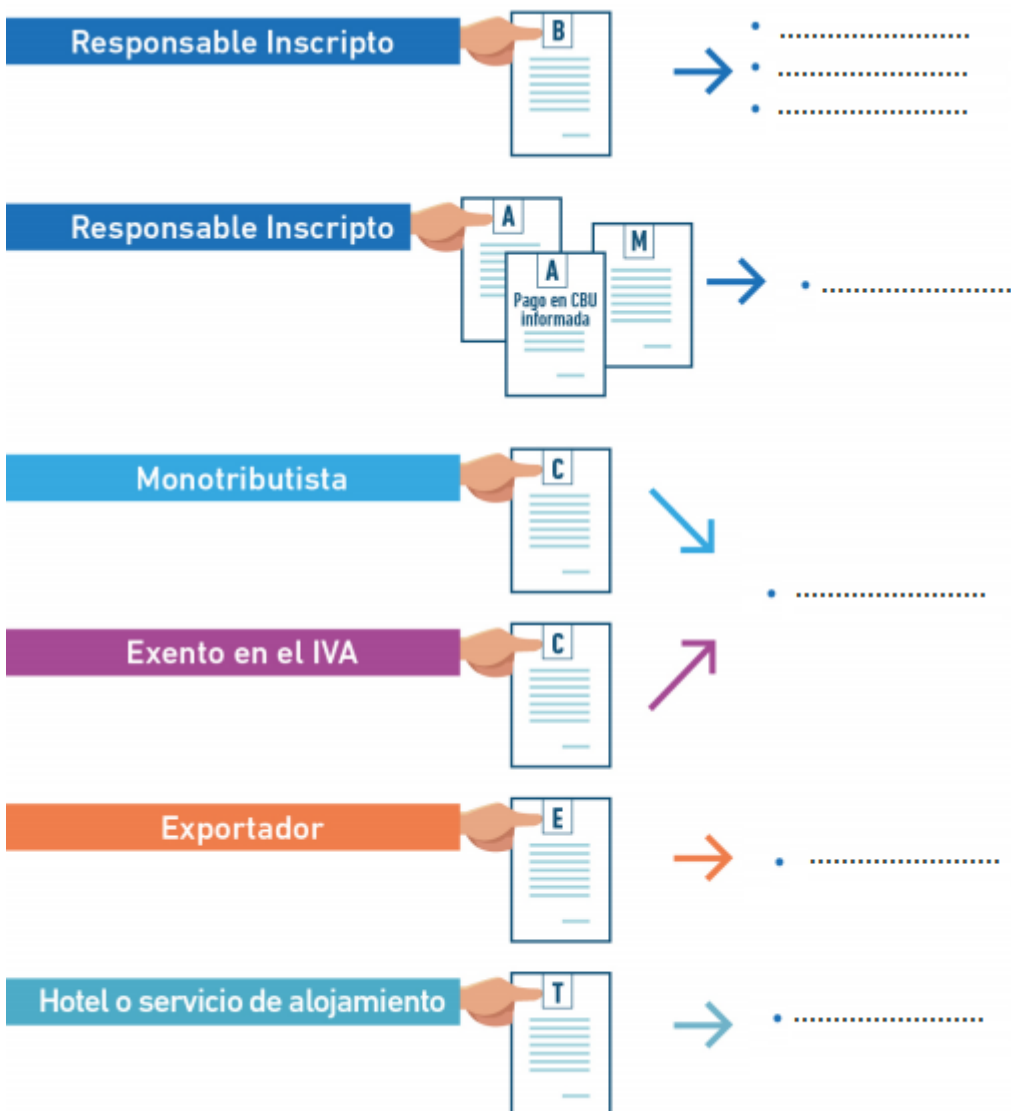 Responsable Inscripto
B
• ........................
• ........................
• ........................
Responsable Inscripto
A
M
A
Pago en CBU
informada
• ........................
Monotributista
C
• ........................
Exento en el IVA
C
Exportador
E
• ........................
Hotel o servicio de alojamiento
T
• ........................